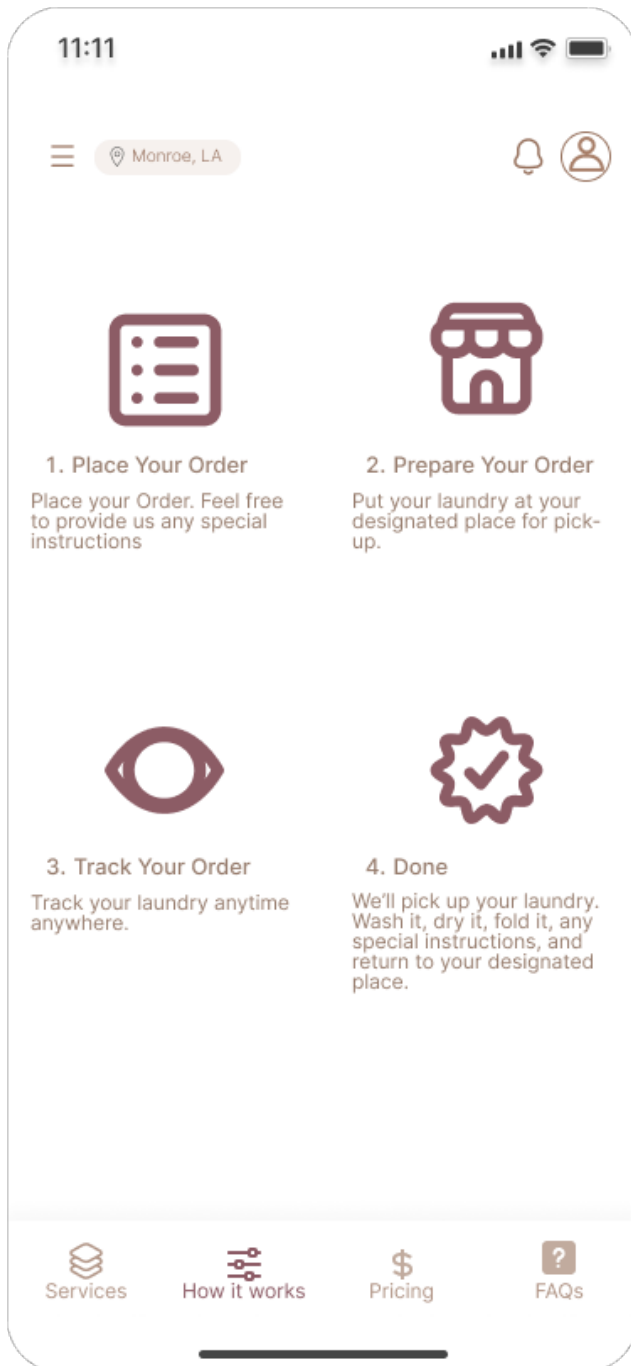 11:11
Monroe, LA
1. Place Your Order
Place your Order. Feel free
to provide us any special
instructions
2. Prepare Your Order
Put your laundry at your
designated place for pick-
up.
3. Track Your Order
Track your laundry anytime
anywhere.
4. Done
We'll pick up your laundry.
Wash it, dry it, fold it, any
special instructions, and
return to your designated
place.
Services
How it works
$
Pricing
?
FAQs